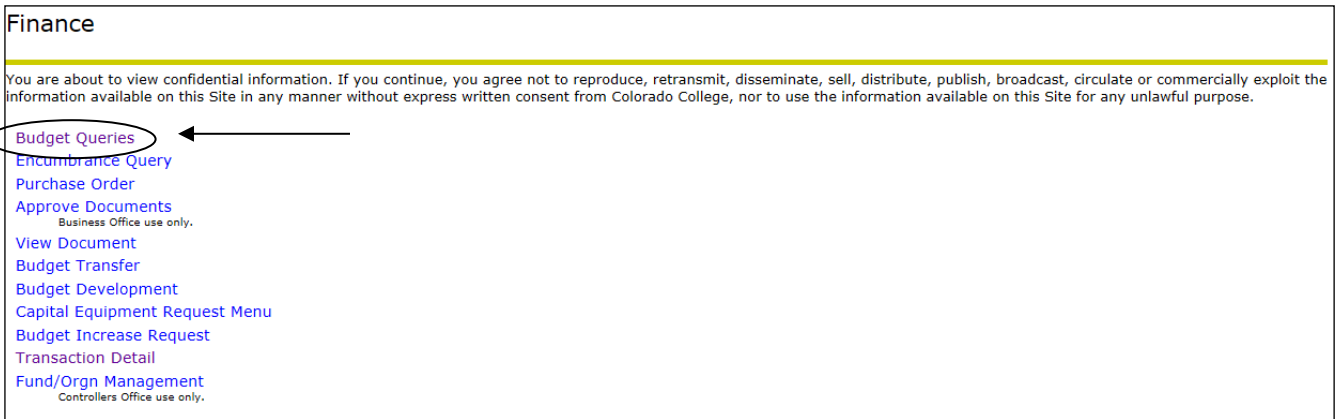 Finance
You are about to view confidential information. If you continue, you agree not to reproduce, retransmit, disseminate, sell, distribute, publish, broadcast, circulate or commercially exploit the
information available on this Site in any manner without express written consent from Colorado College, nor to use the information available on this Site for any unlawful purpose.
Budget Queries
Encumbrance Query
Purchase Order
Approve Documents
Business Office use only.
View Document
Budget Transfer
Budget Development
Capital Equipment Request Menu
Budget Increase Request
Transaction Detail
Fund/Orgn Management
Controllers Office use only.